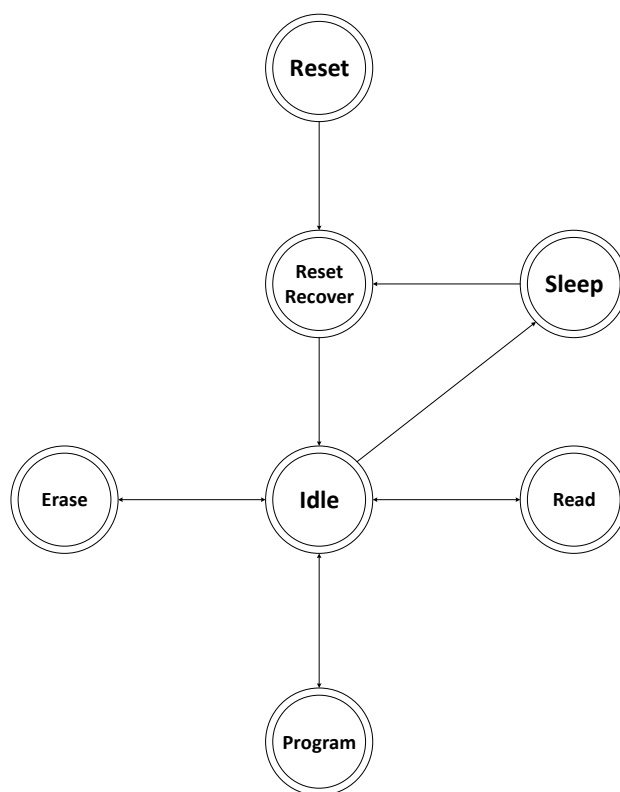 Reset
Reset
Recover
Sleep
Erase
Idle
Read
Program